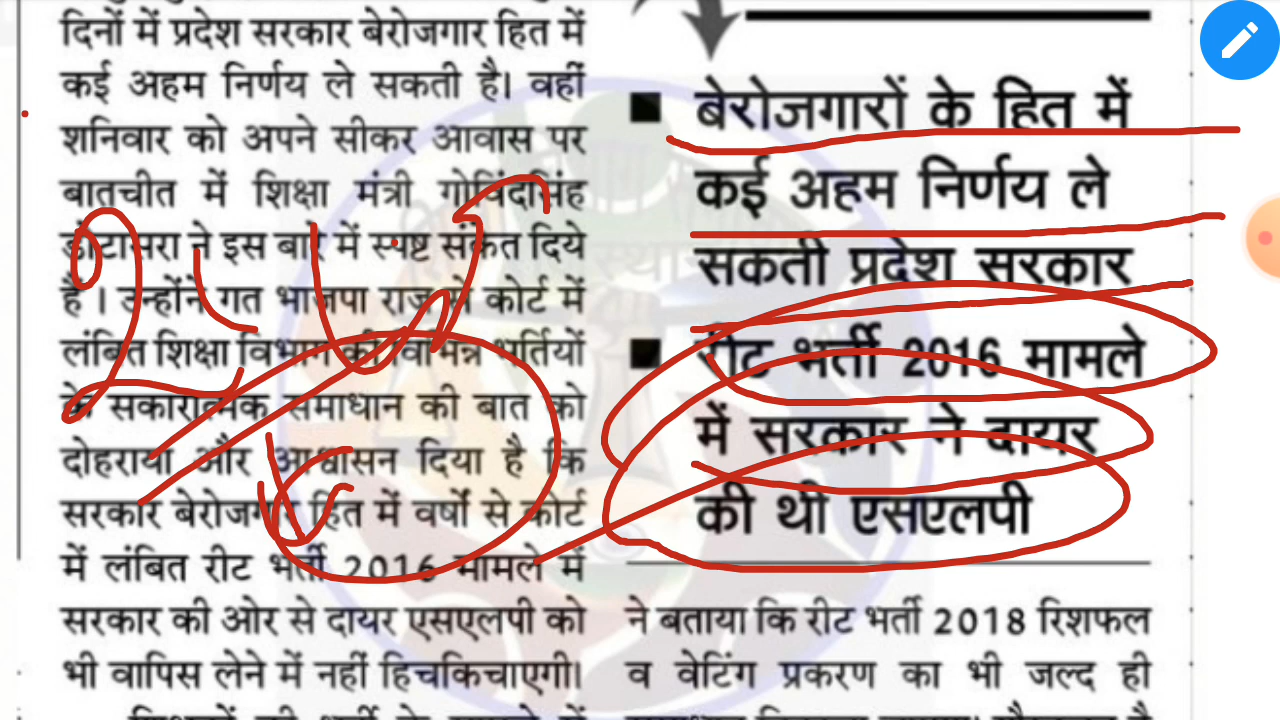 दिनों में प्रदेश सरकार बेरोजगार हित में
कई अहम निर्णय ले सकती है। वहीं
शनिवार को अपने सीकर आवास पर
बातचीत में शिक्षा मंत्री गोविंदसिंह
डोटासरा ने इस बारे में स्पष्ट संकेत दिये
है । उन्होंने गत भाजपा राज से कोर्ट में
लंबित शिक्षा विभाग की विभिन्न भर्तियों
के सकारात्मक समाधान की बात को
दोहराया और आश्वासन दिया है कि
सरकार बेरोजगार हित में वर्षों से कोर्ट
में लंबित रीट भर्ती 2016 मामले में
सरकार की ओर से दायर एसएलपी को
भी वापिस लेने में नहीं हिचकिचाएगी।
बेरोजगारों के हित में
कई अहम निर्णय ले
सकती प्रदेश सरकार
रीट भर्ती 2016 मामले
में सरकार ने दायर
की थी एसएलपी
ने बताया कि रीट भर्ती 2018 रिशफल
व वेटिंग प्रकरण का भी जल्द ही